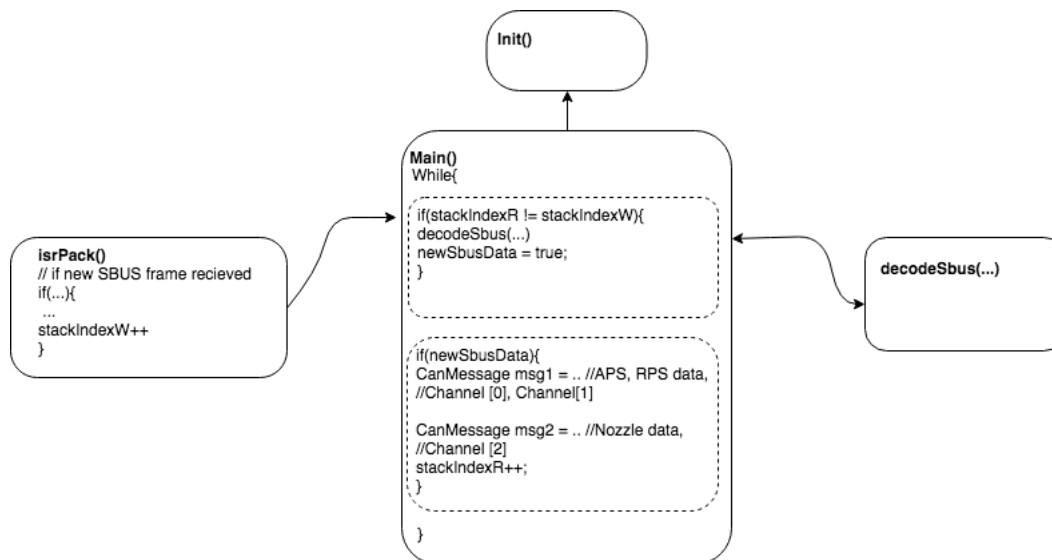 Init()
Main()
While{
if(stackIndexR != stackIndexW){
decodeSbus(...)
newSbusData = true;
}
if(newSbusData){
CanMessage msg1 = .. //APS, RPS data,
//Channel [0], Channel[1]
CanMessage msg2 = .. //Nozzle data,
//Channel [2]
stackIndexR++;
}
}
isrPack()
// if new SBUS frame recieved
if(...){
...
stackIndexW++
}
decodeSbus(...)